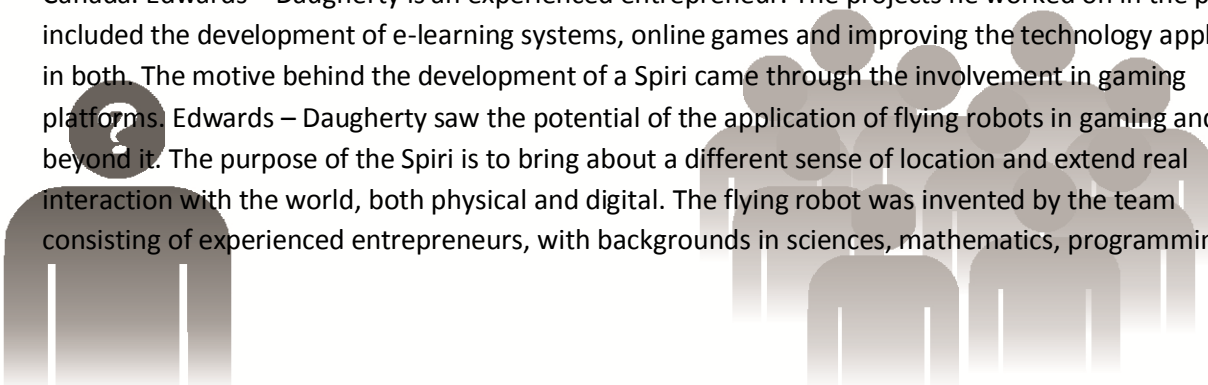 Canada. Edwards – Daugherty is an experienced entrepreneur. The projects he worked on in the p
included the development of e-learning systems, online games and improving the technology appl
in both. The motive behind the development of a Spiri came through the involvement in gaming
platforms. Edwards – Daugherty saw the potential of the application of flying robots in gaming and
beyond it. The purpose of the Spiri is to bring about a different sense of location and extend real
interaction with the world, both physical and digital. The flying robot was invented by the team
consisting of experienced entrepreneurs, with backgrounds in sciences, mathematics, programmin
?